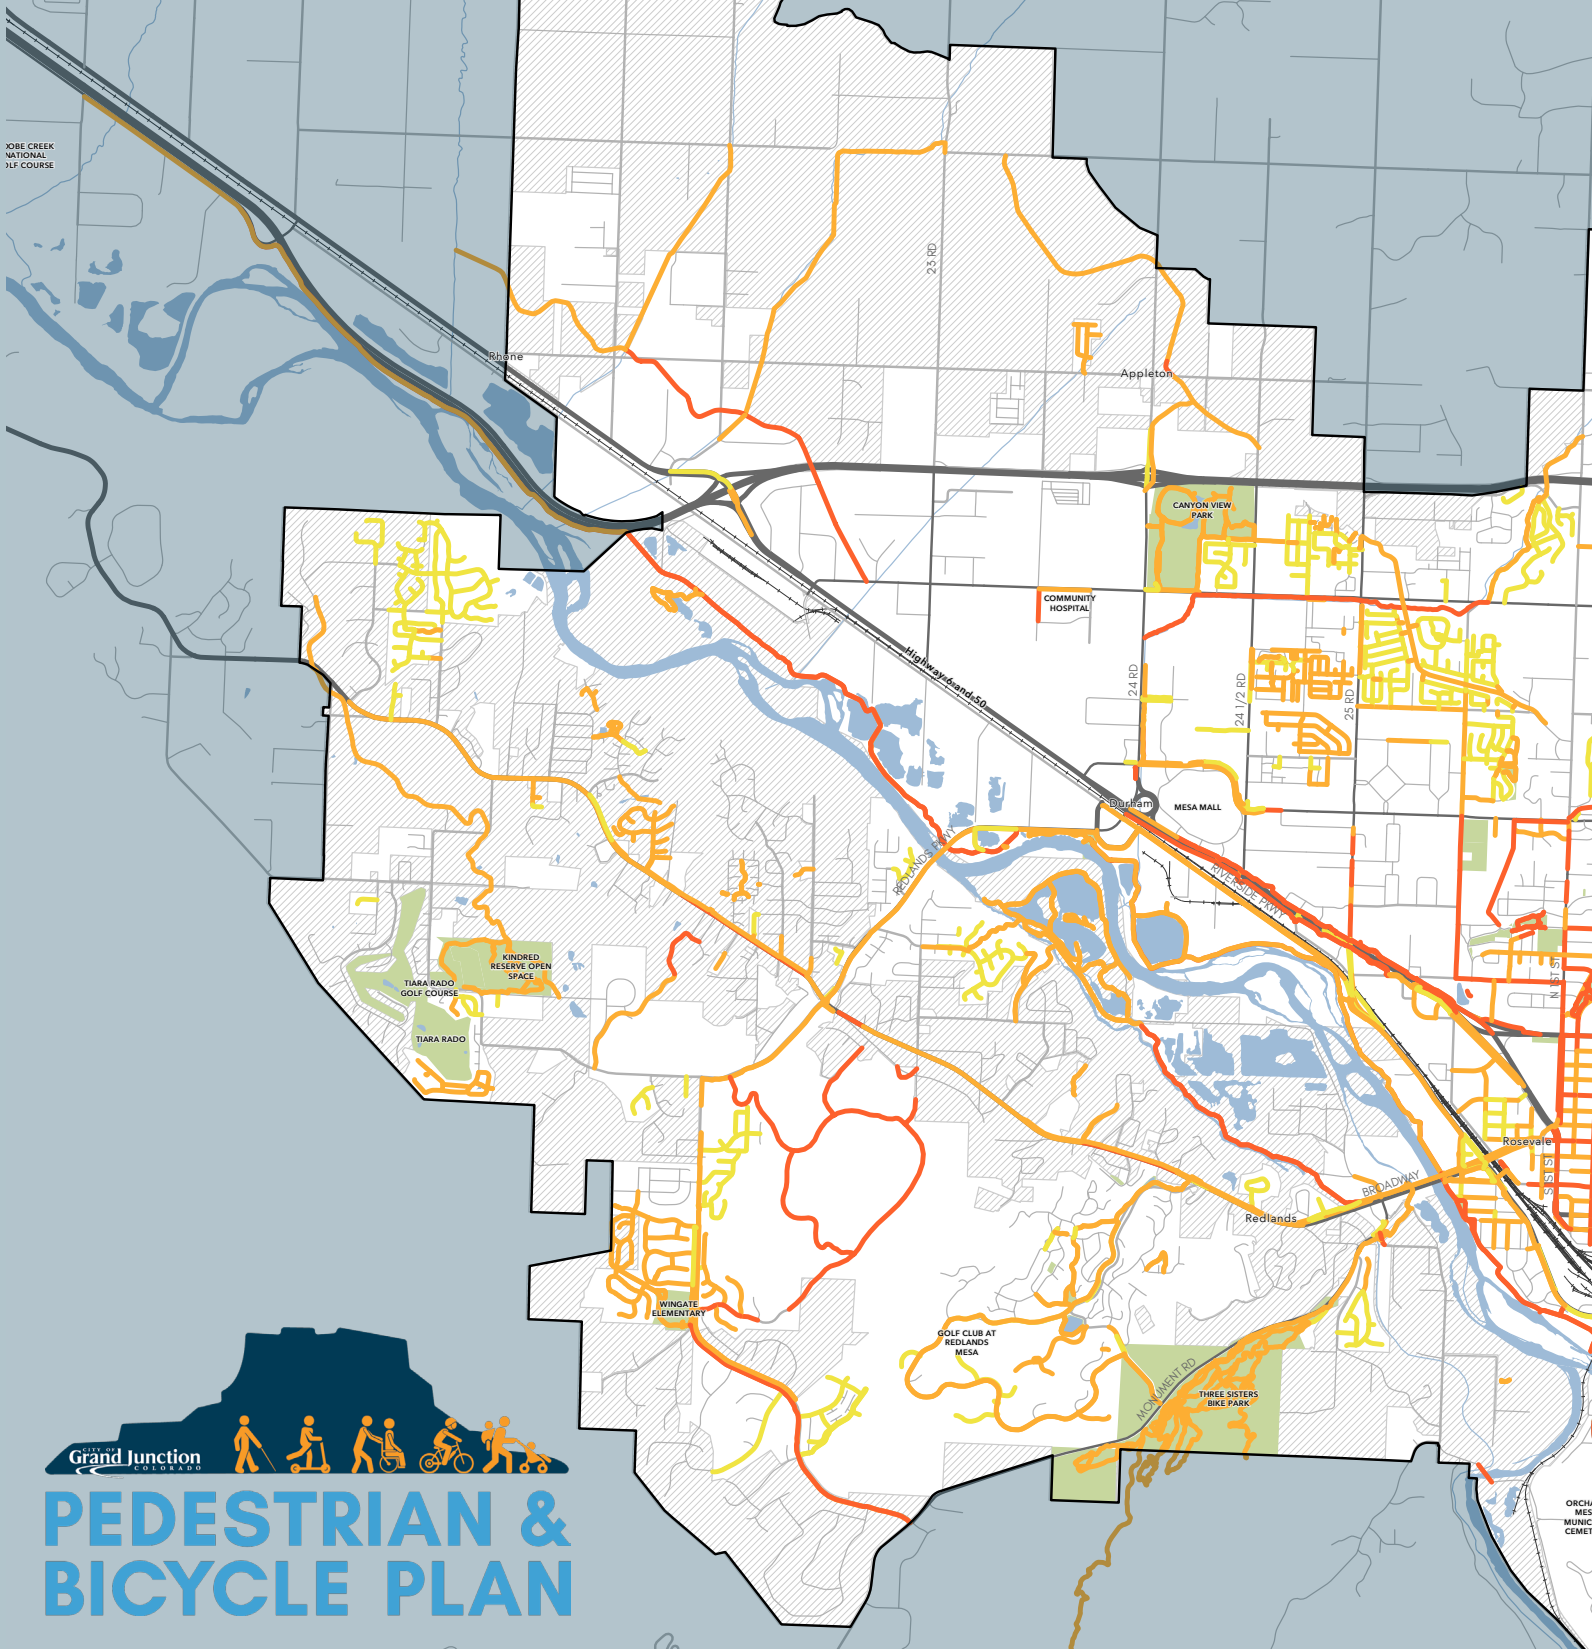 23 RD
Rhone
Appleton
CANYON VIEW
PARK
COMMUNITY
HOSPITAL
Highway 6 and 50
24 RD
24 1/2 RD
25 RD
Durham
MESA MALL
REDLANDS PKWY
RIVERSIDE PKWY
KINDRED
RESERVE OPEN
SPACE
TIARA RADO
GOLF COURSE
TIARA RADO
N 1ST ST
Rosevale
S 1ST ST
BROADWAY
Redlands
WINGATE
ELEMENTARY
GOLF CLUB AT
REDLANDS
MESA
MONUMENT RD
THREE SISTERS
BIKE PARK
CITY OF
Grand Junction
COLORADO
PEDESTRIAN &
BICYCLE PLAN